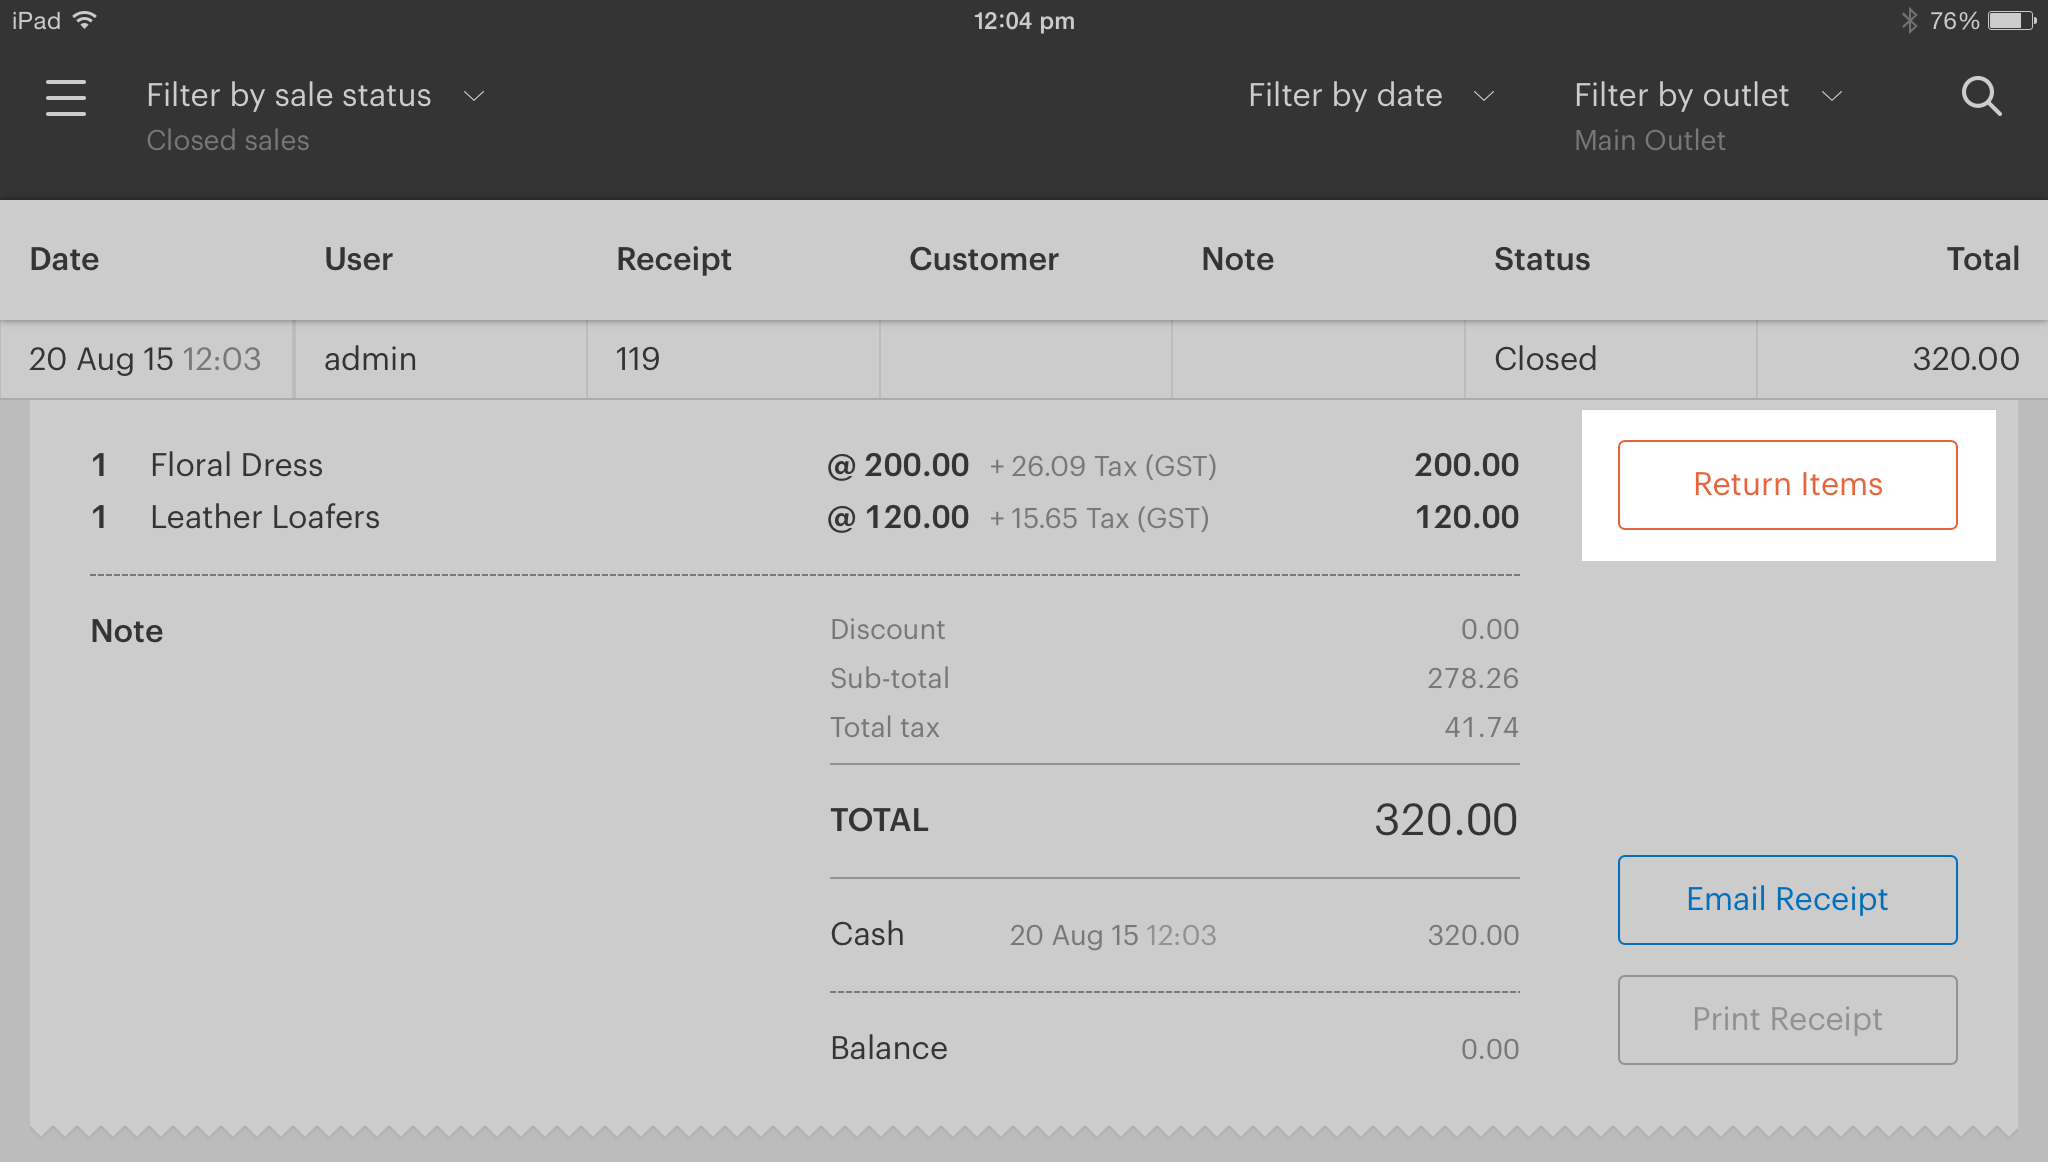 iPad 12:04 pm 76%
Filter by sale status Filter by date Filter by outlet
Closed sales Main Outlet
Date User Receipt Customer Note Status Total
20 Aug 15 12:03 admin 119 Closed 320.00
1 Floral Dress @ 200.00 + 26.09 Tax (GST) 200.00
Return Items
1 Leather Loafers @ 120.00 + 15.65 Tax (GST) 120.00
Note
Discount 0.00
Sub-total 278.26
Total tax 41.74
TOTAL 320.00
Email Receipt
Cash 20 Aug 15 12:03 320.00
Print Receipt
Balance 0.00